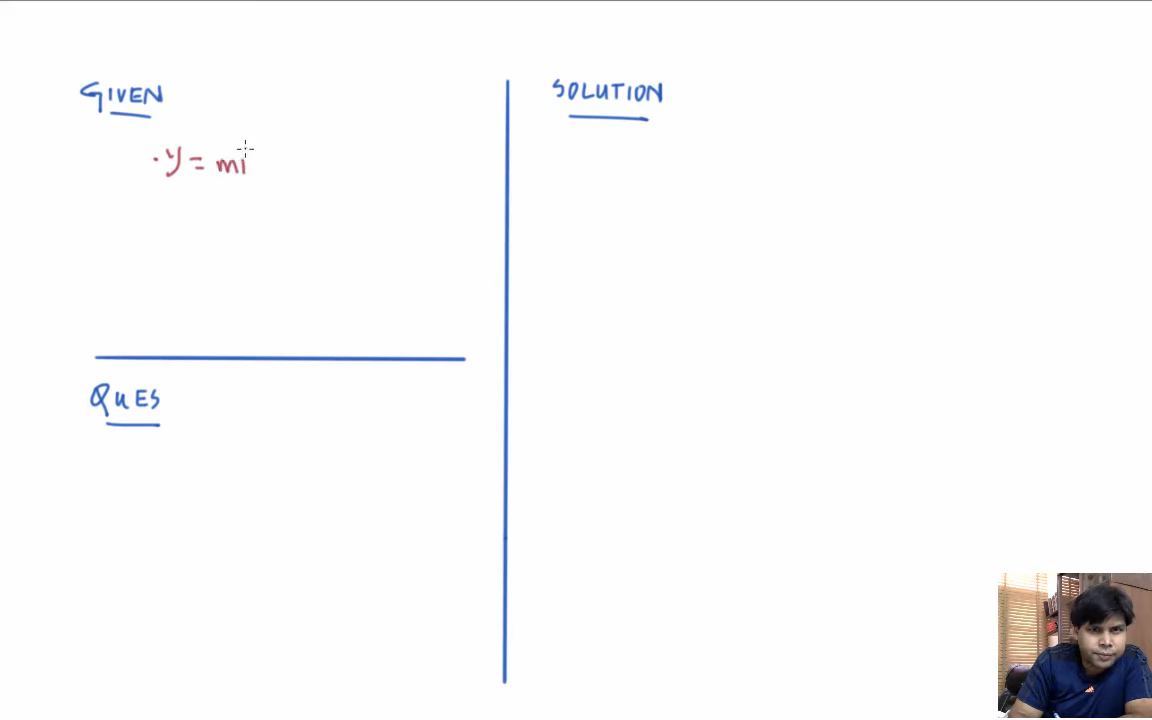 GIVEN
· y = mi
QUES
SOLUTION